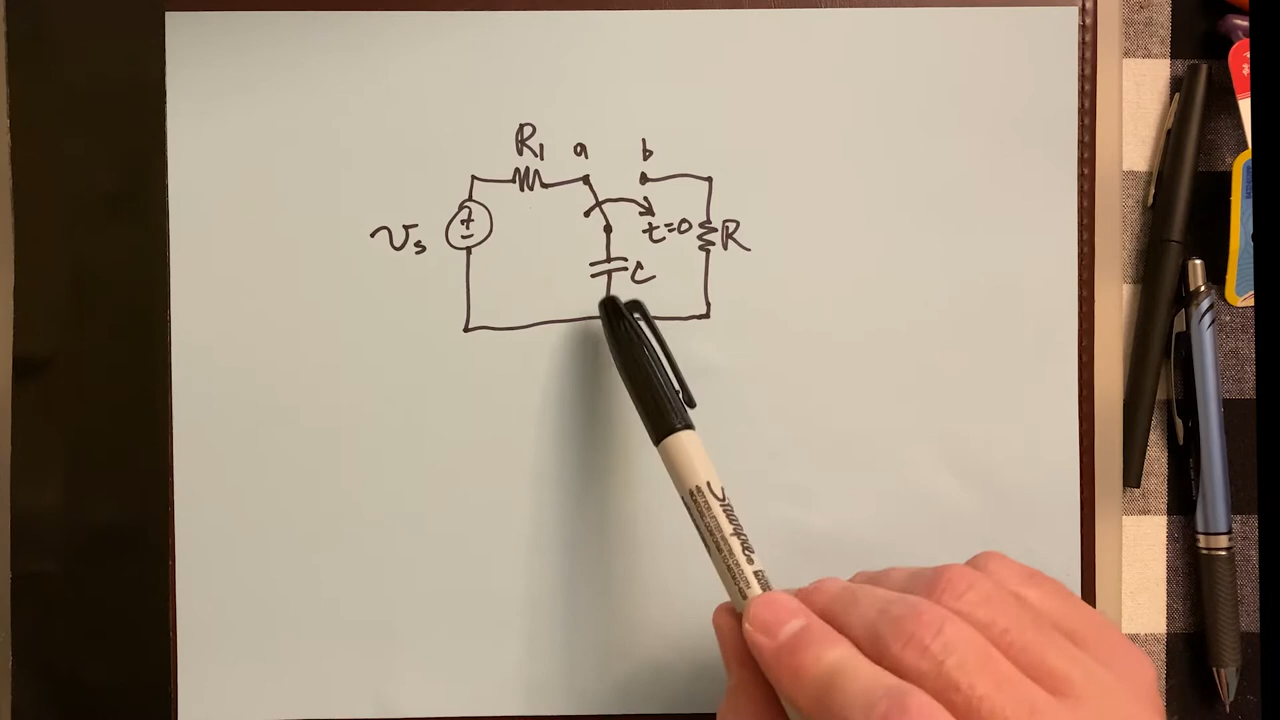 R₁ a b
vₛ + − t=0 R
C
Sharpie